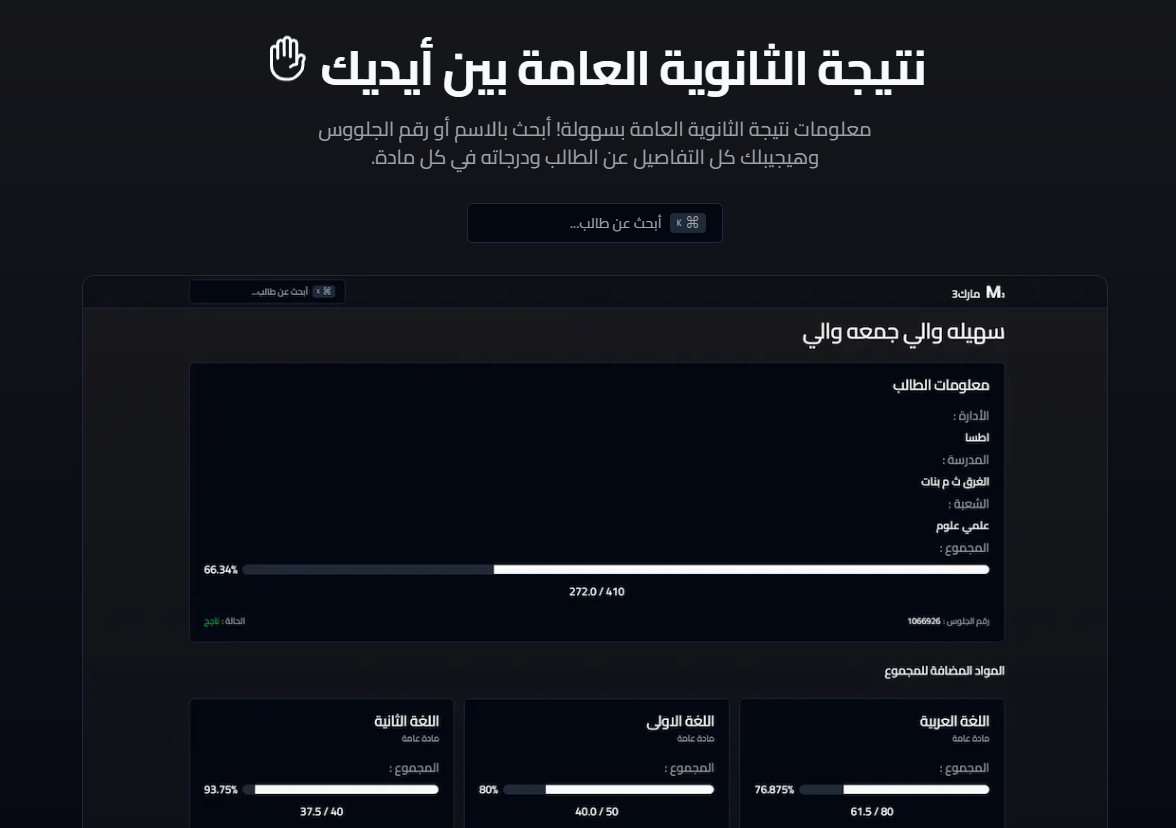 نتيجة الثانوية العامة بين أيديك
معلومات نتيجة الثانوية العامة بسهولة! أبحث بالاسم أو رقم الجلووس
وهيجيبلك كل التفاصيل عن الطالب ودرجاته في كل مادة.
أبحث عن طالب... ⌘ K
M3 مارك3
أبحث عن طالب... ⌘ K
سهيله والي جمعه والي
معلومات الطالب
الأدارة :
اطسا
المدرسة :
الغرق ث م بنات
الشعبة :
علمي علوم
المجموع :
66.34%
272.0 / 410
رقم الجلوس : 1066926
الحالة : ناجح
المواد المضافة للمجموع
اللغة العربية
مادة عامة
المجموع :
76.875%
61.5 / 80
اللغة الاولى
مادة عامة
المجموع :
80%
40.0 / 50
اللغة الثانية
مادة عامة
المجموع :
93.75%
37.5 / 40